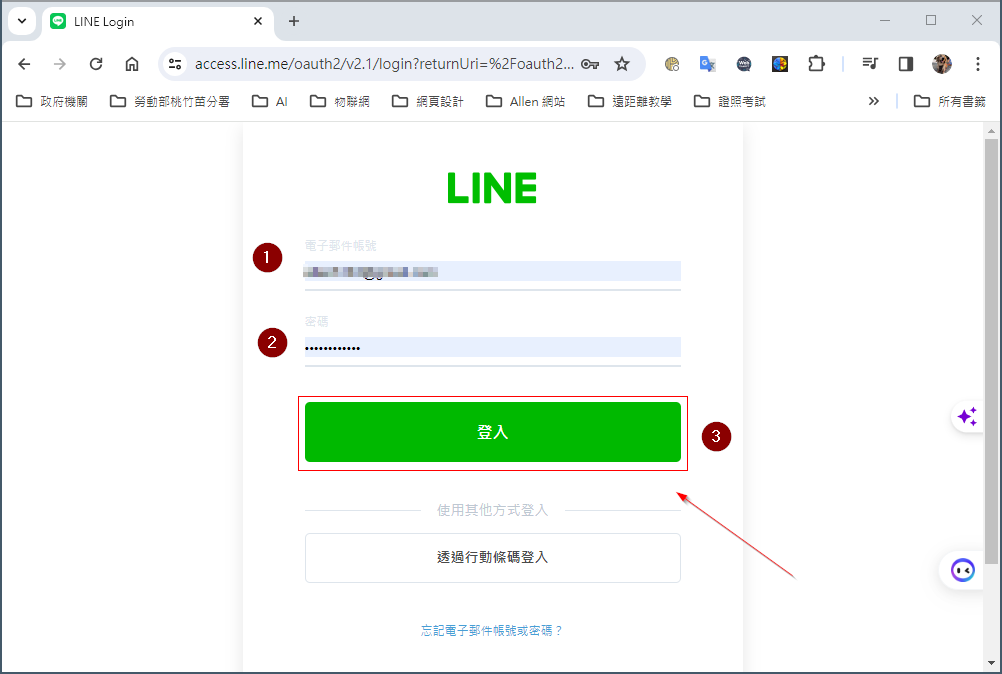 LINE Login
access.line.me/oauth2/v2.1/login?returnUri=%2Foauth2...
政府機關 勞動部桃竹苗分署 AI 物聯網 網頁設計 Allen 網站 遠距離教學 證照考試 所有書籤
LINE
電子郵件帳號
1
密碼
2
登入
3
使用其他方式登入
透過行動條碼登入
忘記電子郵件帳號或密碼？